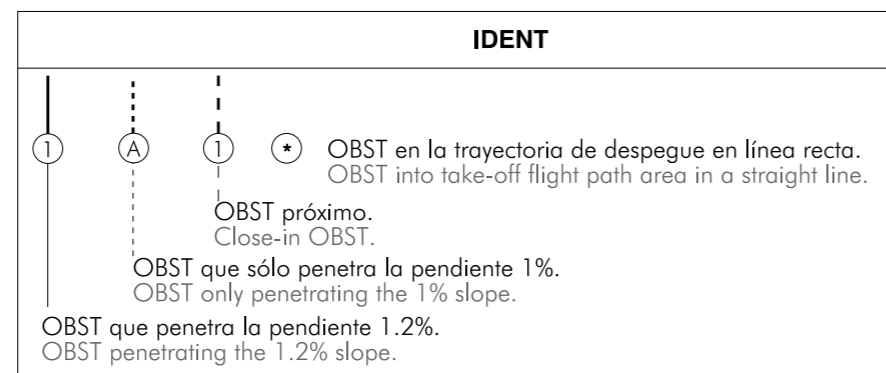 IDENT
1 A 1 * OBST en la trayectoria de despegue en línea recta.
OBST into take-off flight path area in a straight line.
OBST próximo.
Close-in OBST.
OBST que sólo penetra la pendiente 1%.
OBST only penetrating the 1% slope.
OBST que penetra la pendiente 1.2%.
OBST penetrating the 1.2% slope.